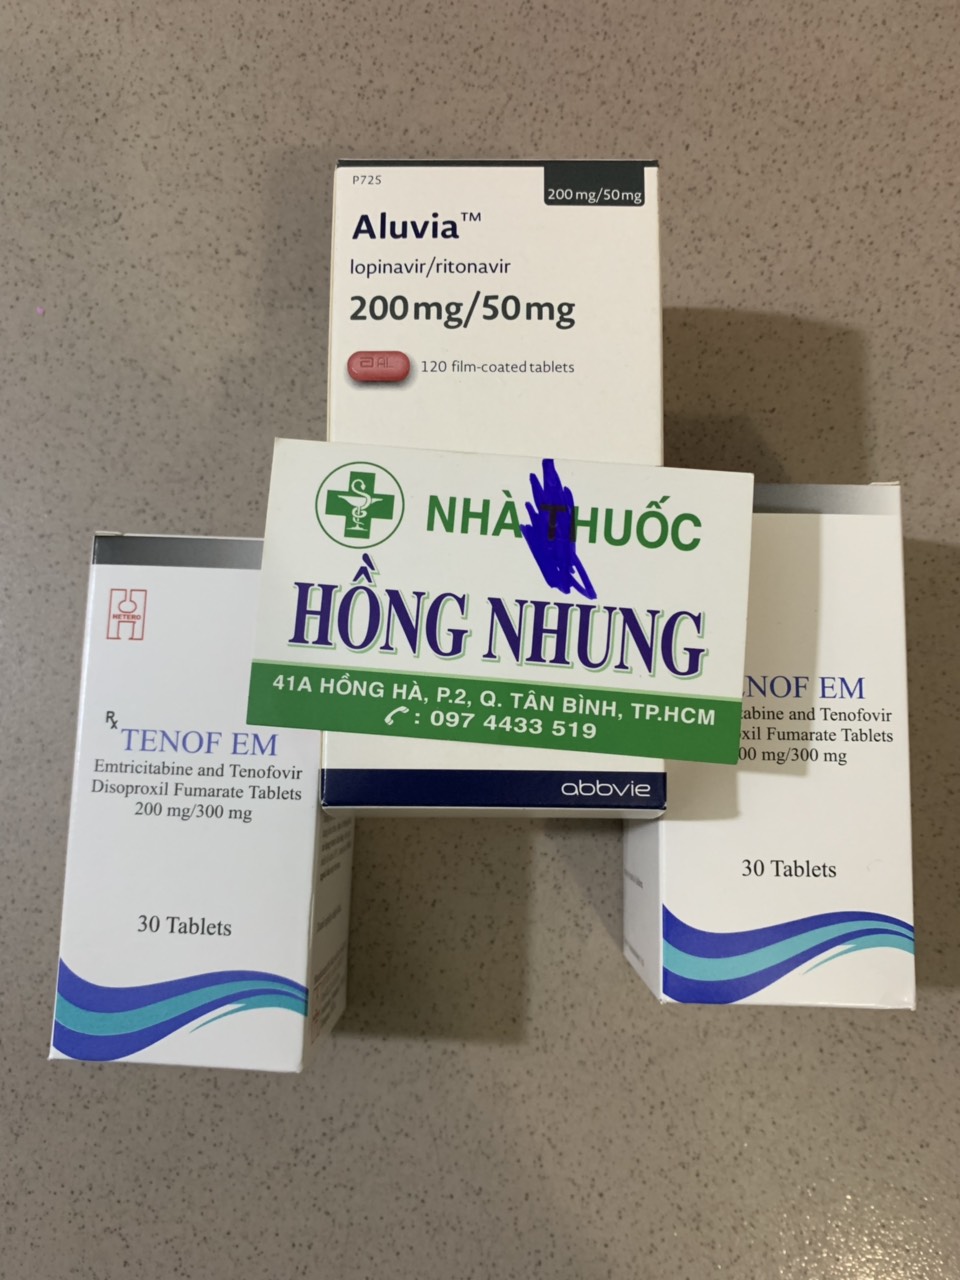 P725
200 mg/50 mg
Aluvia™
lopinavir/ritonavir
200 mg/50 mg
a AL
120 film-coated tablets
NHÀ THUỐC
HỒNG NHUNG
41A HỒNG HÀ, P.2, Q. TÂN BÌNH, TP.HCM
: 097 4433 519
abbvie
HETERO
Rx
TENOF EM
Emtricitabine and Tenofovir
Disoproxil Fumarate Tablets
200 mg/300 mg
30 Tablets
NOF EM
abine and Tenofovir
oxil Fumarate Tablets
00 mg/300 mg
30 Tablets